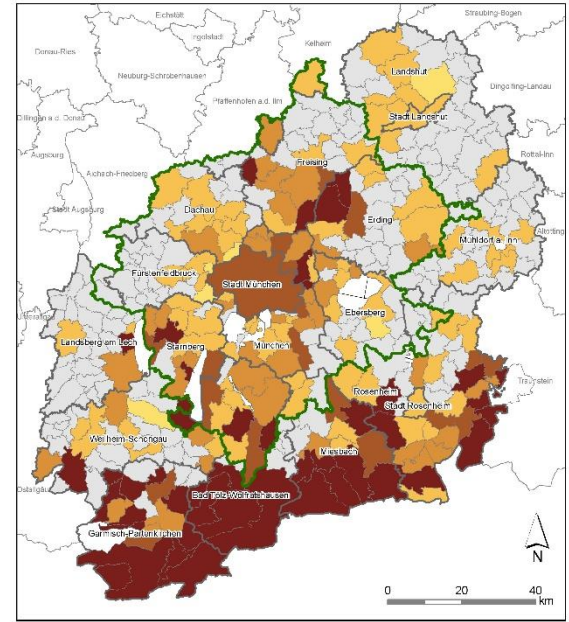 Eichstätt
Straubing-Bogen
Ingolstadt
Kelheim
Donau-Ries
Neuburg-Schrobenhausen
Landshut
Dingolfing-Landau
Pfaffenhofen a.d. Ilm
Dillingen a.d. Donau
Stadt Landshut
Freising
Rottal-Inn
Augsburg
Aichach-Friedberg
Dachau
Erding
Stadt Augsburg
Altötting
Mühldorf a. Inn
Fürstenfeldbruck
Stadt München
Ebersberg
Landsberg am Lech
Starnberg
München
Rosenheim
Traunstein
Stadt Rosenheim
Weilheim-Schongau
Miesbach
Ostallgäu
Bad Tölz-Wolfratshausen
Garmisch-Partenkirchen
N
0 20 40
km